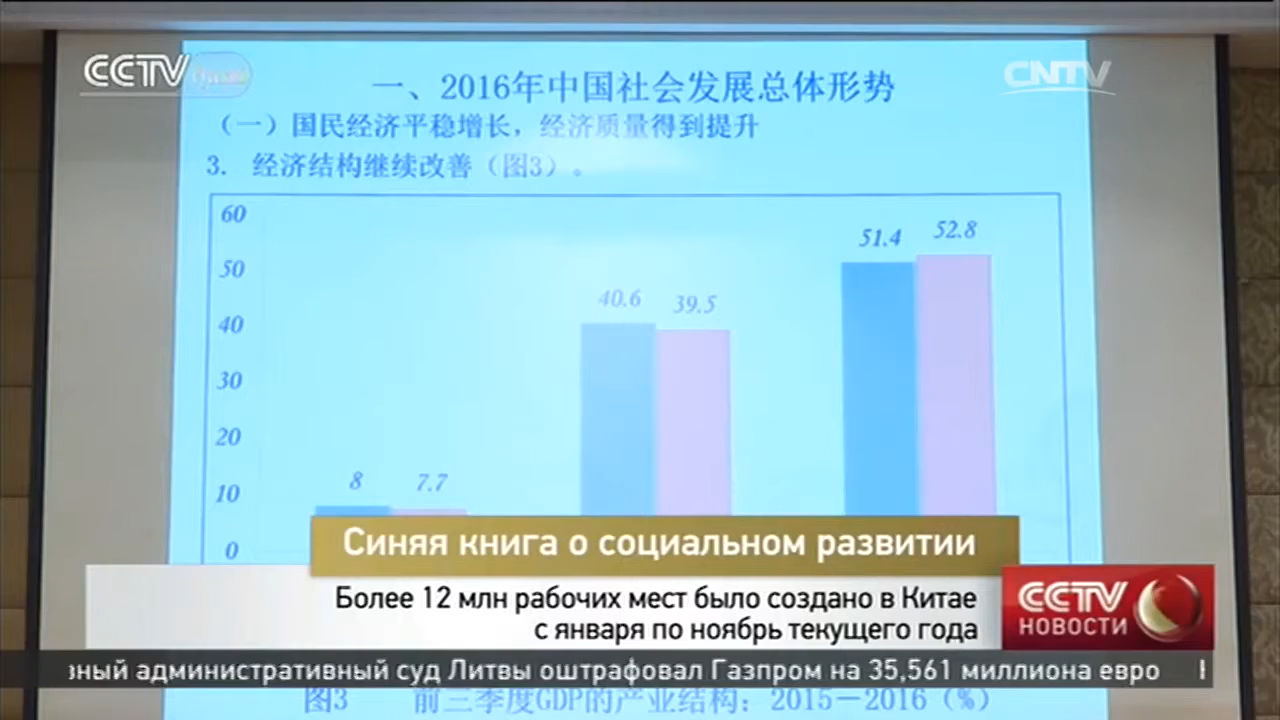 CCTV Русский
CNTV
一、2016年中国社会发展总体形势
（一）国民经济平稳增长，经济质量得到提升
3. 经济结构继续改善（图3）。
60
50
40
30
20
10
0
8
7.7
40.6
39.5
51.4
52.8
Синяя книга о социальном развитии
Более 12 млн рабочих мест было создано в Китае
с января по ноябрь текущего года
CCTV
НОВОСТИ
ный административный суд Литвы оштрафовал Газпром на 35,561 миллиона евро
图3 前三季度GDP的产业结构：2015－2016（%）